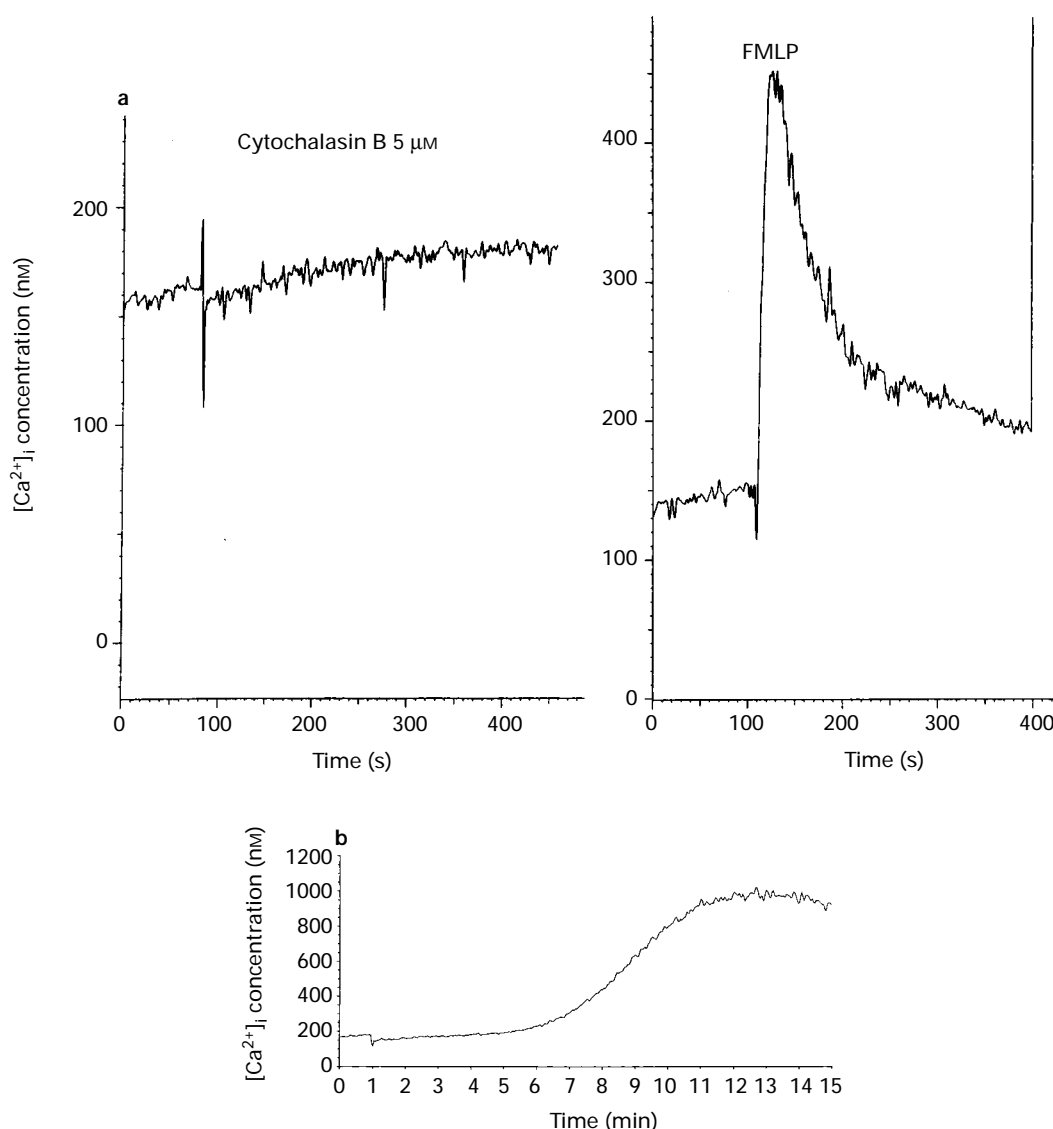 a
Cytochalasin B 5 µM
[Ca²⁺]ᵢ concentration (nM)
200
100
0
0 100 200 300 400
Time (s)
FMLP
400
300
200
100
0
0 100 200 300 400
Time (s)
b
[Ca²⁺]ᵢ concentration (nM)
1200
1000
800
600
400
200
0
0 1 2 3 4 5 6 7 8 9 10 11 12 13 14 15
Time (min)